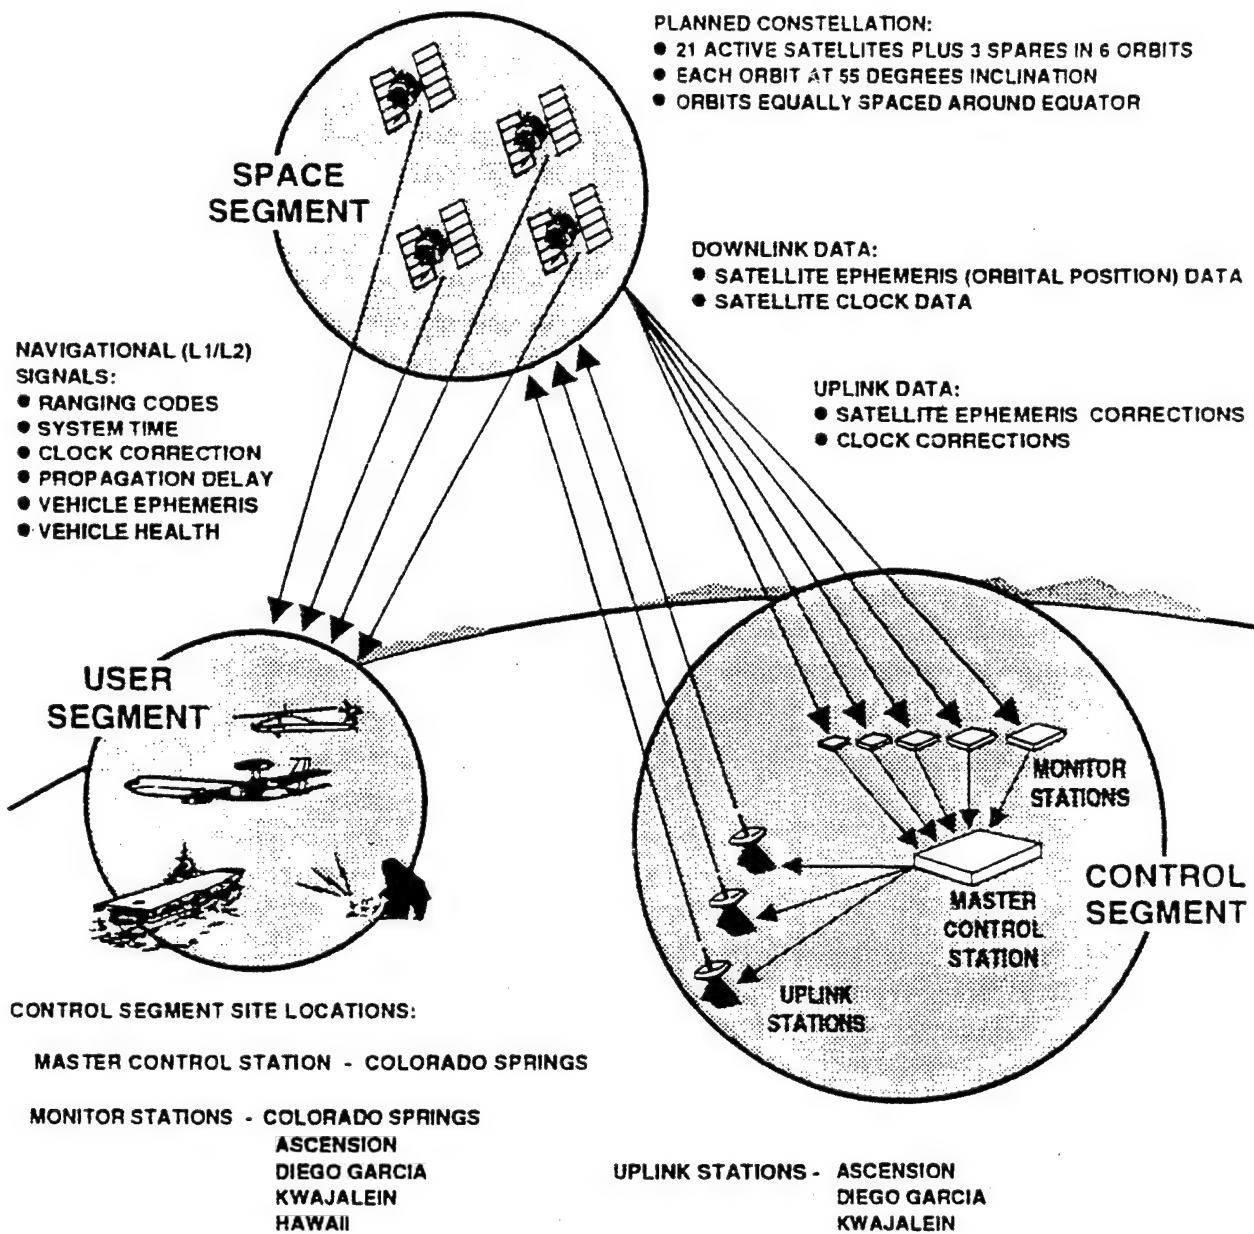 PLANNED CONSTELLATION:
● 21 ACTIVE SATELLITES PLUS 3 SPARES IN 6 ORBITS
● EACH ORBIT AT 55 DEGREES INCLINATION
● ORBITS EQUALLY SPACED AROUND EQUATOR
SPACE
SEGMENT
DOWNLINK DATA:
● SATELLITE EPHEMERIS (ORBITAL POSITION) DATA
● SATELLITE CLOCK DATA
NAVIGATIONAL (L1/L2)
SIGNALS:
● RANGING CODES
● SYSTEM TIME
● CLOCK CORRECTION
● PROPAGATION DELAY
● VEHICLE EPHEMERIS
● VEHICLE HEALTH
UPLINK DATA:
● SATELLITE EPHEMERIS CORRECTIONS
● CLOCK CORRECTIONS
USER
SEGMENT
MONITOR
STATIONS
CONTROL
SEGMENT
MASTER
CONTROL
STATION
UPLINK
STATIONS
CONTROL SEGMENT SITE LOCATIONS:
MASTER CONTROL STATION - COLORADO SPRINGS
MONITOR STATIONS - COLORADO SPRINGS
ASCENSION
DIEGO GARCIA
KWAJALEIN
HAWAII
UPLINK STATIONS - ASCENSION
DIEGO GARCIA
KWAJALEIN